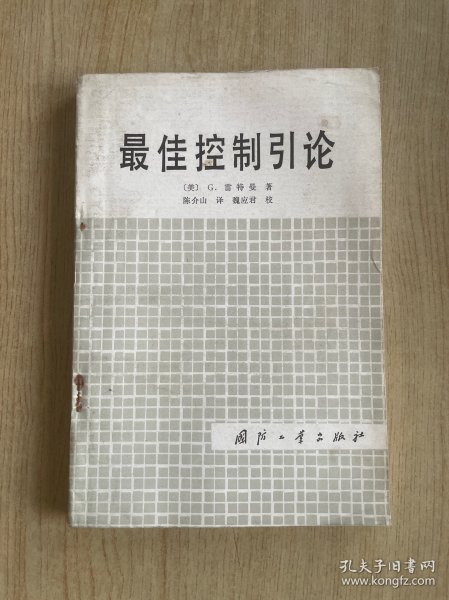 最佳控制引论
〔美〕 G. 雷特曼 著
陈介山 译 魏应君 校
国防工业出版社
孔夫子旧书网
www.kongfz.com